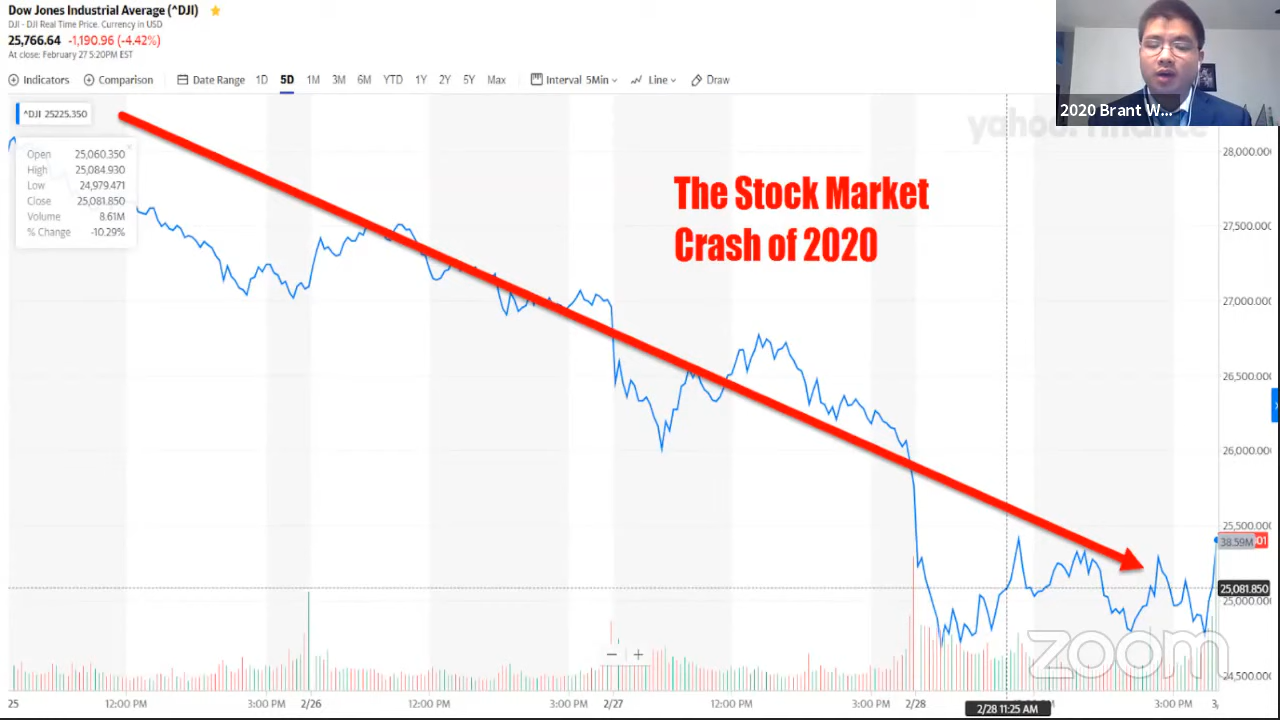 Dow Jones Industrial Average (^DJI)
DJI - DJI Real Time Price. Currency in USD
25,766.64 -1,190.96 (-4.42%)
At close: February 27 5:20PM EST
Indicators Comparison Date Range 1D 5D 1M 3M 6M YTD 1Y 2Y 5Y Max Interval 5Min Line Draw
2020 Brant W...
^DJI 25225.350
yahoo! finance
Open 25,060.350
High 25,084.930
Low 24,979.471
Close 25,081.850
Volume 8.61M
% Change -10.29%
The Stock Market
Crash of 2020
28,000.00
27,500.00
27,000.00
26,500.00
26,000.00
25,500.00
38.59M 01
25,081.850
25,000.00
24,500.00
zoom
− +
25 12:00 PM 3:00 PM 2/26 12:00 PM 3:00 PM 2/27 12:00 PM 3:00 PM 2/28 2/28 11:25 AM PM 3:00 PM 3/